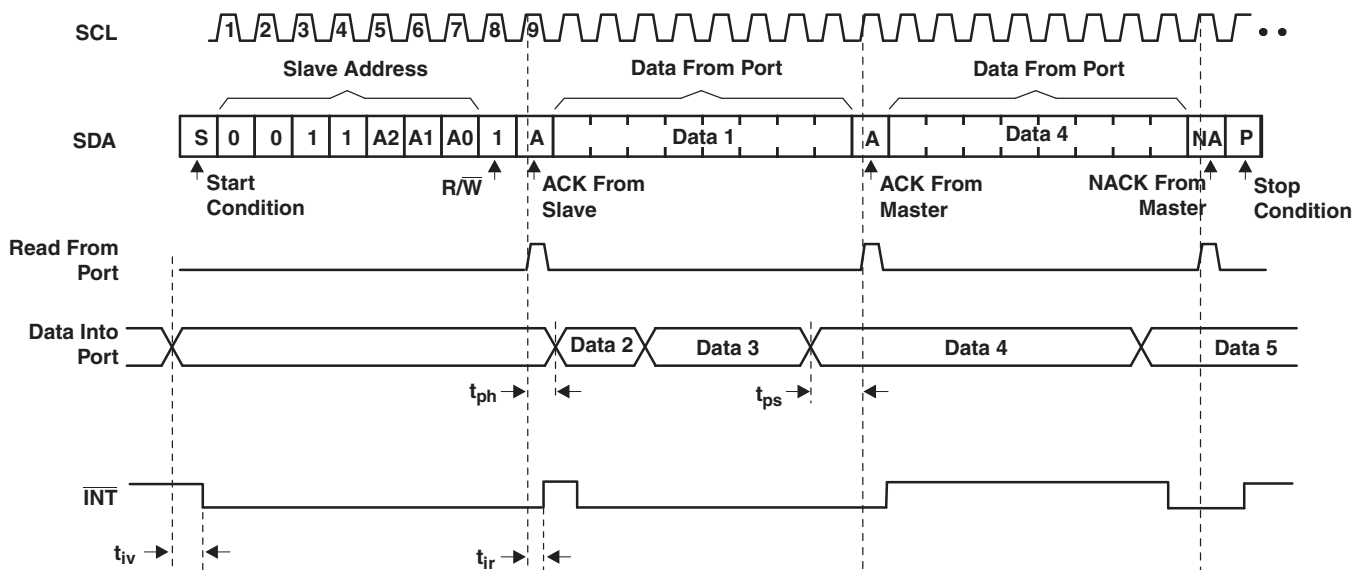 SCL 1 2 3 4 5 6 7 8 9
Slave Address Data From Port Data From Port
SDA S 0 0 1 1 A2 A1 A0 1 A Data 1 A Data 4 NA P
Start Condition
R/W
ACK From Slave
ACK From Master
NACK From Master
Stop Condition
Read From Port
Data Into Port
Data 2 Data 3 Data 4 Data 5
tph tps
INT
tiv tir